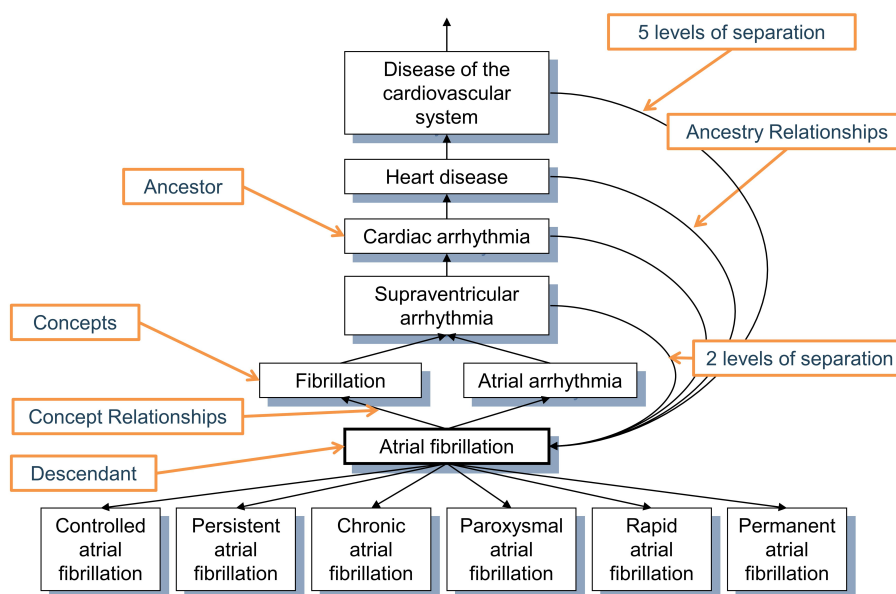 5 levels of separation
Disease of the
cardiovascular
system
Ancestry Relationships
Heart disease
Ancestor
Cardiac arrhythmia
Supraventricular
arrhythmia
Concepts
2 levels of separation
Fibrillation
Atrial arrhythmia
Concept Relationships
Atrial fibrillation
Descendant
Controlled
atrial
fibrillation
Persistent
atrial
fibrillation
Chronic
atrial
fibrillation
Paroxysmal
atrial
fibrillation
Rapid
atrial
fibrillation
Permanent
atrial
fibrillation